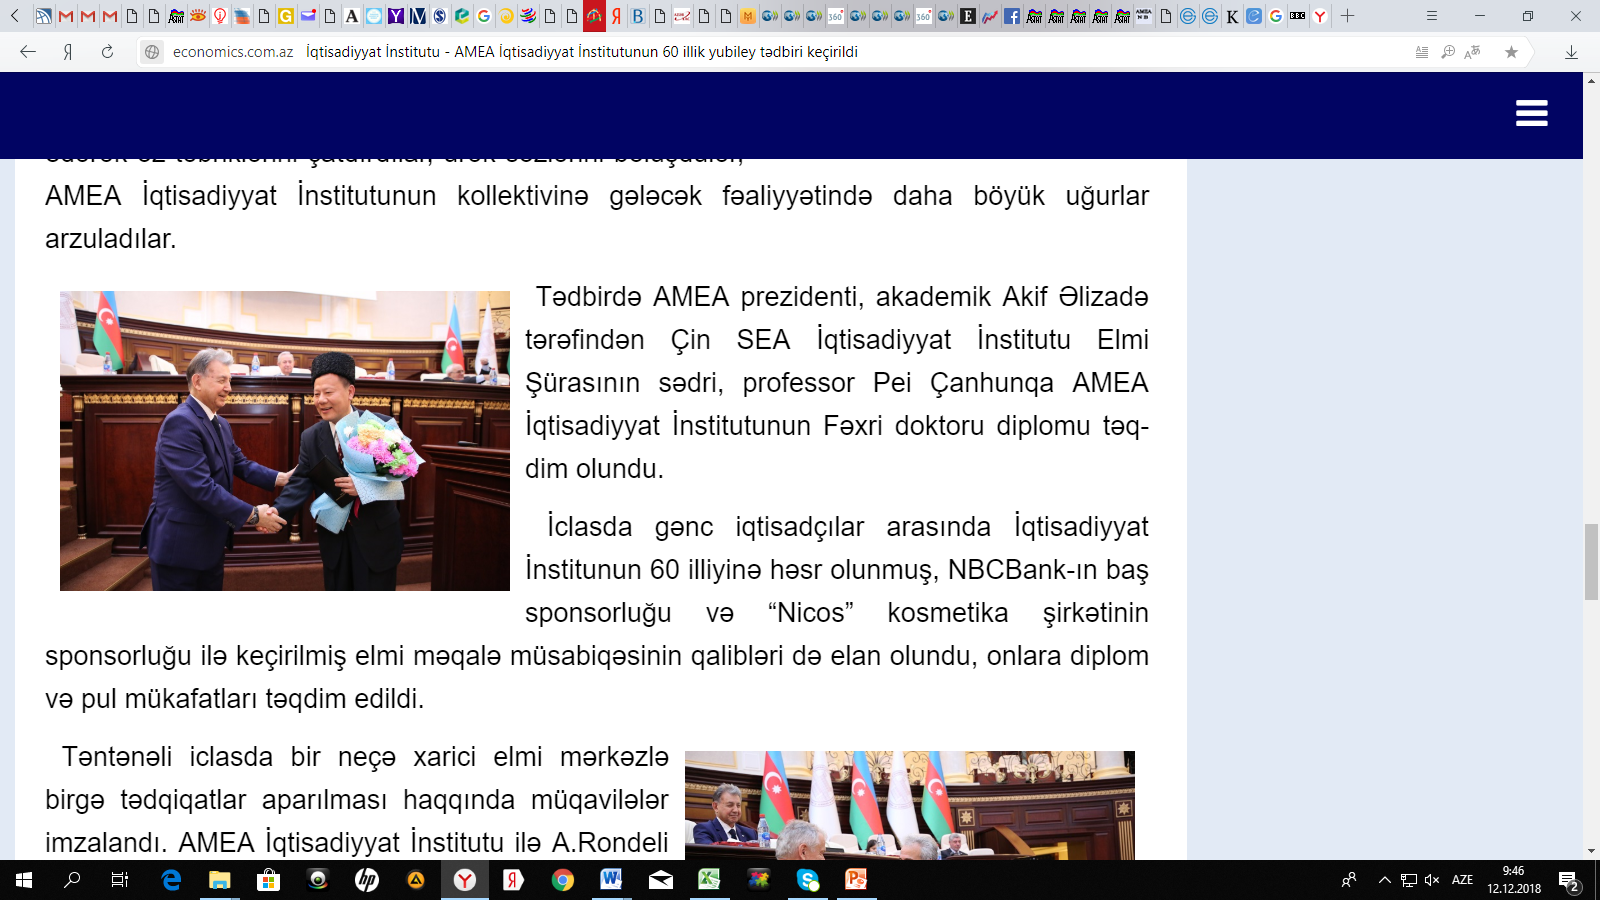 economics.com.az İqtisadiyyat İnstitutu - AMEA İqtisadiyyat İnstitutunun 60 illik yubiley tədbiri keçirildi
AMEA İqtisadiyyat İnstitutunun kollektivinə gələcək fəaliyyətində daha böyük uğurlar
arzuladılar.
Tədbirdə AMEA prezidenti, akademik Akif Əlizadə
tərəfindən Çin SEA İqtisadiyyat İnstitutu Elmi
Şürasının sədri, professor Pei Çanhunqa AMEA
İqtisadiyyat İnstitutunun Fəxri doktoru diplomu təq-
dim olundu.
İclasda gənc iqtisadçılar arasında İqtisadiyyat
İnstitunun 60 illiyinə həsr olunmuş, NBCBank-ın baş
sponsorluğu və “Nicos” kosmetika şirkətinin
sponsorluğu ilə keçirilmiş elmi məqalə müsabiqəsinin qalibləri də elan olundu, onlara diplom
və pul mükafatları təqdim edildi.
Təntənəli iclasda bir neçə xarici elmi mərkəzlə
birgə tədqiqatlar aparılması haqqında müqavilələr
imzalandı. AMEA İqtisadiyyat İnstitutu ilə A.Rondeli
AZE
9:46
12.12.2018
2